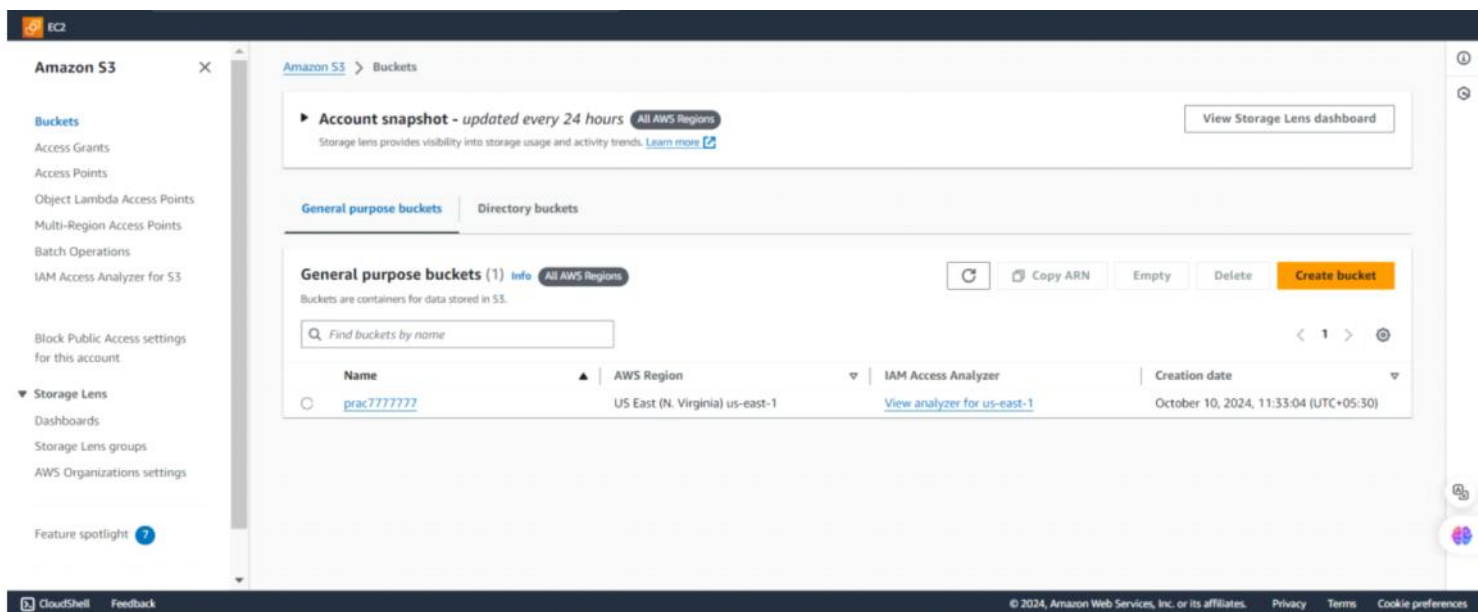 EC2
Amazon S3
Buckets
Access Grants
Access Points
Object Lambda Access Points
Multi-Region Access Points
Batch Operations
IAM Access Analyzer for S3
Block Public Access settings
for this account
Storage Lens
Dashboards
Storage Lens groups
AWS Organizations settings
Feature spotlight 7
Amazon S3 > Buckets
Account snapshot - updated every 24 hours All AWS Regions
View Storage Lens dashboard
Storage lens provides visibility into storage usage and activity trends. Learn more
General purpose buckets Directory buckets
General purpose buckets (1) Info All AWS Regions
Copy ARN Empty Delete Create bucket
Buckets are containers for data stored in S3.
Find buckets by name
< 1 >
Name AWS Region IAM Access Analyzer Creation date
prac7777777 US East (N. Virginia) us-east-1 View analyzer for us-east-1 October 10, 2024, 11:33:04 (UTC+05:30)
CloudShell Feedback © 2024, Amazon Web Services, Inc. or its affiliates. Privacy Terms Cookie preferences